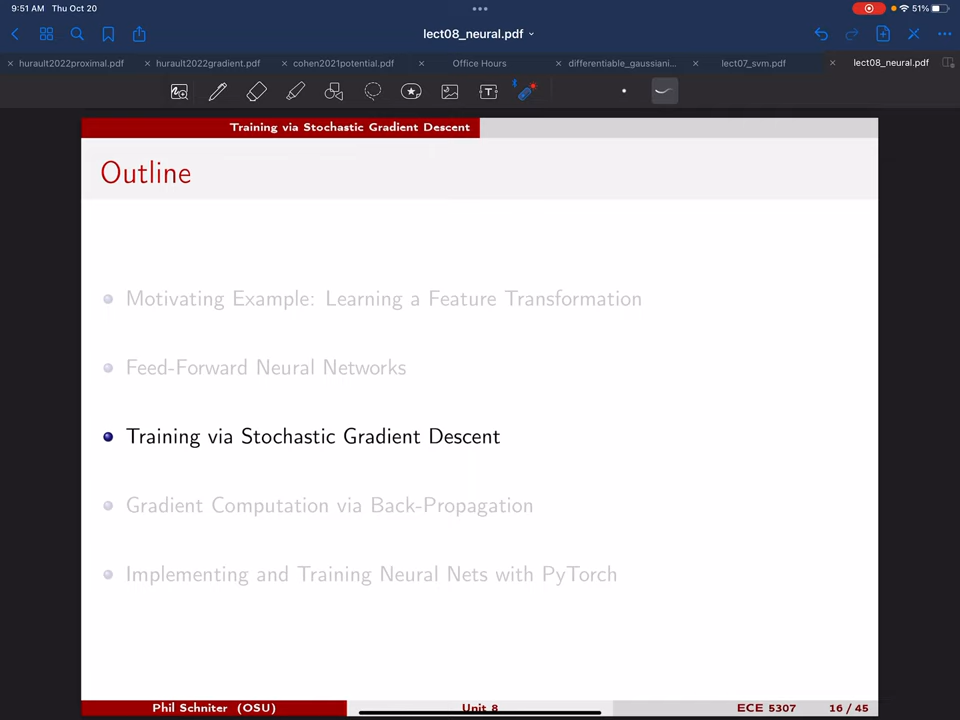 9:51 AM Thu Oct 20
51%
lect08_neural.pdf
hurault2022proximal.pdf
hurault2022gradient.pdf
cohen2021potential.pdf
Office Hours
differentiable_gaussiani...
lect07_svm.pdf
lect08_neural.pdf
Training via Stochastic Gradient Descent
Outline
Motivating Example: Learning a Feature Transformation
Feed-Forward Neural Networks
Training via Stochastic Gradient Descent
Gradient Computation via Back-Propagation
Implementing and Training Neural Nets with PyTorch
Phil Schniter (OSU)
Unit 8
ECE 5307
16 / 45